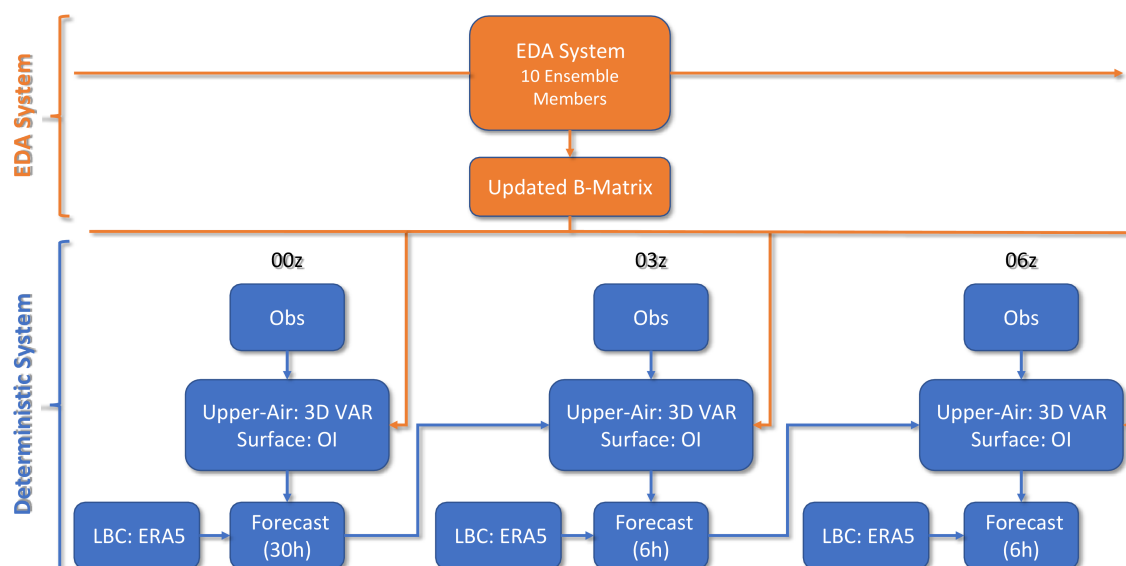 EDA System
EDA System
10 Ensemble
Members
Updated B-Matrix
Deterministic System
00z
03z
06z
Obs
Obs
Obs
Upper-Air: 3D VAR
Surface: OI
Upper-Air: 3D VAR
Surface: OI
Upper-Air: 3D VAR
Surface: OI
LBC: ERA5
Forecast
(30h)
LBC: ERA5
Forecast
(6h)
LBC: ERA5
Forecast
(6h)